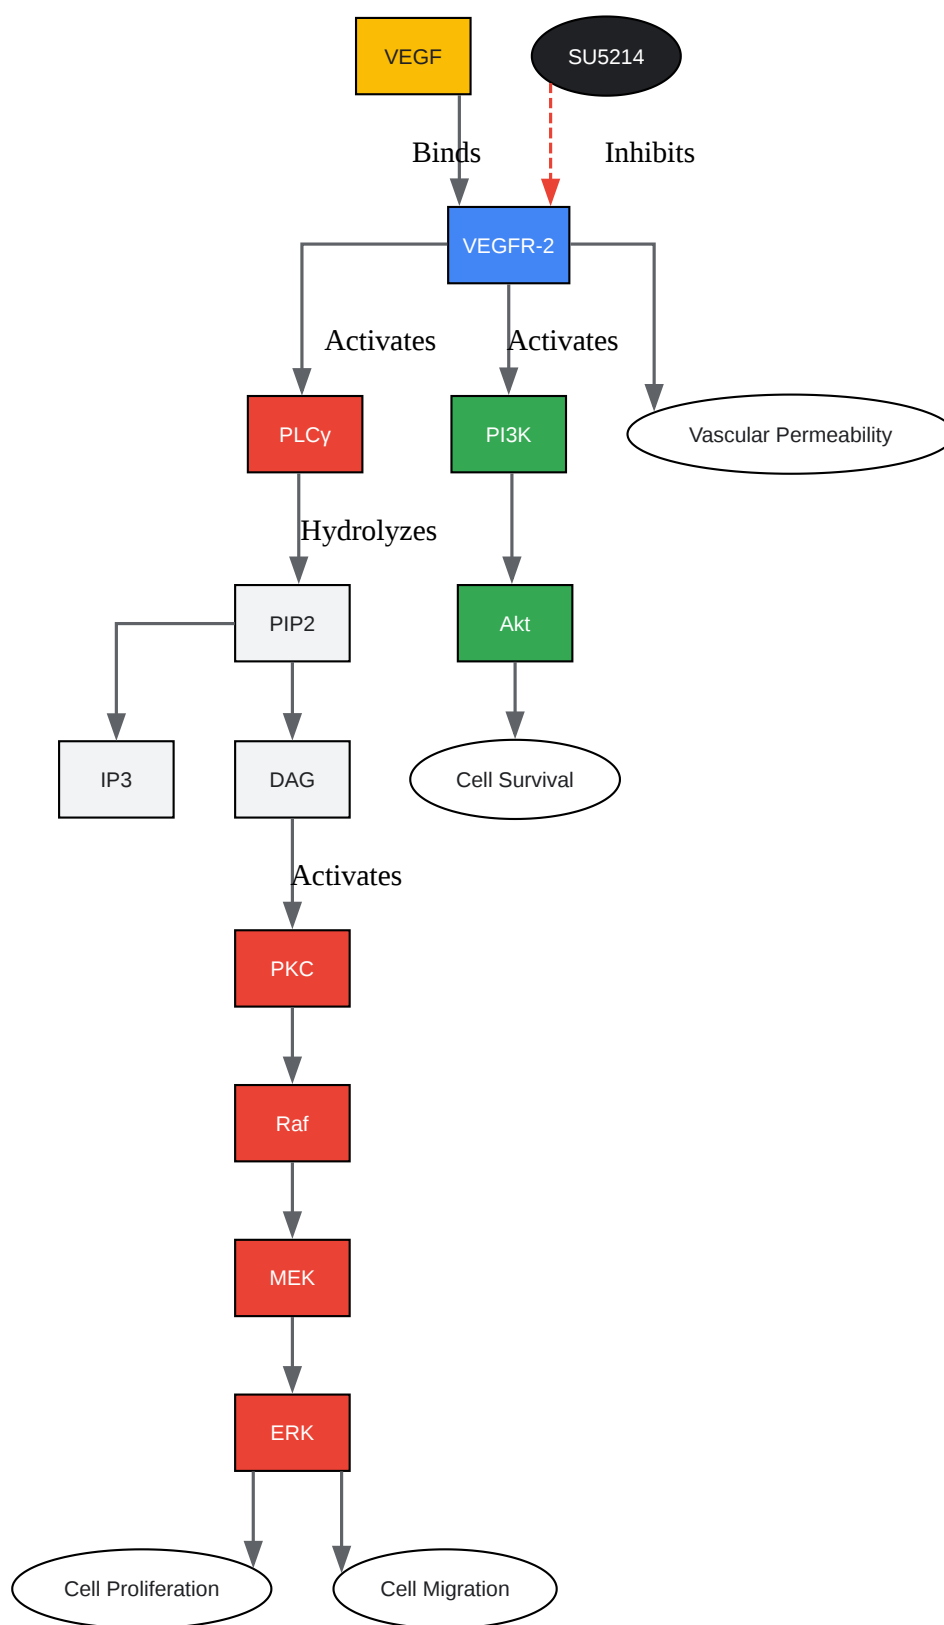 VEGF
SU5214
Binds
Inhibits
VEGFR-2
Activates
Activates
PLCγ
PI3K
Vascular Permeability
Hydrolyzes
PIP2
Akt
IP3
DAG
Cell Survival
Activates
PKC
Raf
MEK
ERK
Cell Proliferation
Cell Migration